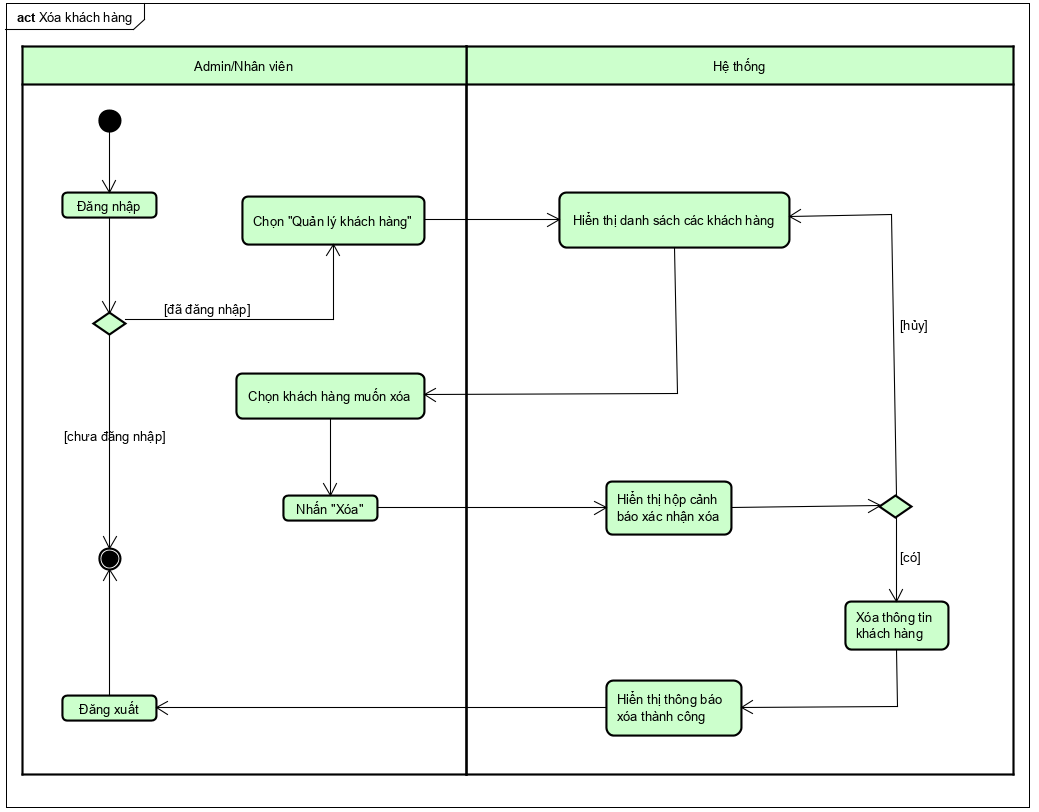 act Xóa khách hàng
Admin/Nhân viên
Hệ thống
Đăng nhập
Chọn "Quản lý khách hàng"
Hiển thị danh sách các khách hàng
[đã đăng nhập]
[hủy]
Chọn khách hàng muốn xóa
[chưa đăng nhập]
Nhấn "Xóa"
Hiển thị hộp cảnh
báo xác nhận xóa
[có]
Xóa thông tin
khách hàng
Hiển thị thông báo
xóa thành công
Đăng xuất